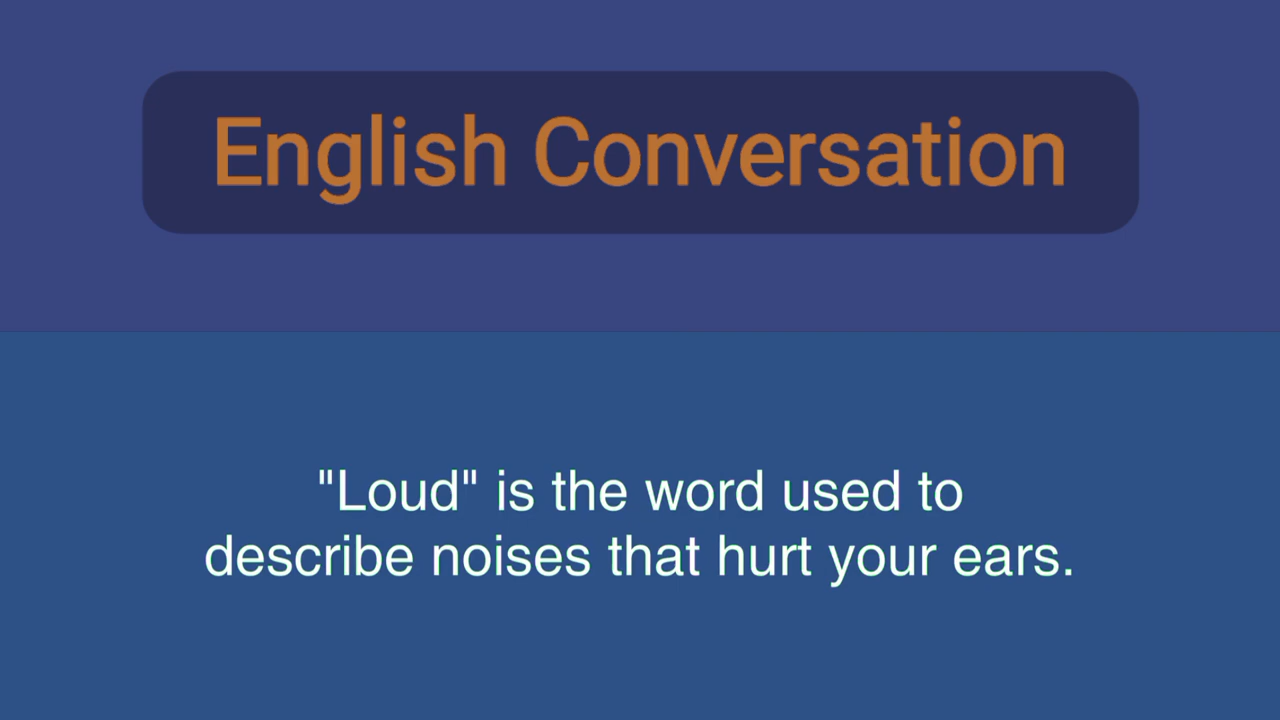 English Conversation
"Loud" is the word used to
describe noises that hurt your ears.